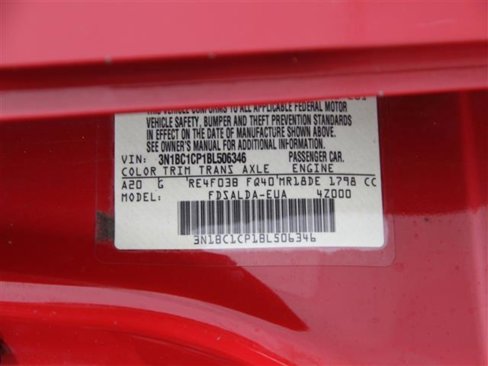 THIS VEHICLE CONFORMS TO ALL APPLICABLE FEDERAL MOTOR
VEHICLE SAFETY, BUMPER AND THEFT PREVENTION STANDARDS
IN EFFECT ON THE DATE OF MANUFACTURE SHOWN ABOVE.
SEE OWNER'S MANUAL FOR ADDITIONAL INFORMATION
VIN: 3N1BC1CP1BL506346 PASSENGER CAR.
COLOR TRIM TRANS AXLE ENGINE
A20 G RE4F03B FQ40 MR18DE 1798 CC
MODEL: FDSALDA-EUA 4Z000
3N1BC1CP1BL506346